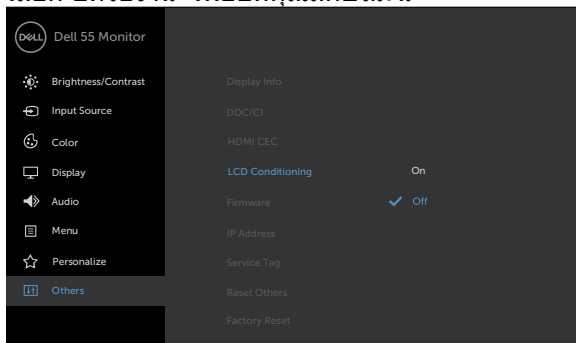 DELL Dell 55 Monitor
Brightness/Contrast
Display Info
Input Source
DDC/CI
Color
HDMI CEC
Display
LCD Conditioning
On
Audio
Firmware
Off
Menu
IP Address
Personalize
Service Tag
Others
Reset Others
Factory Reset